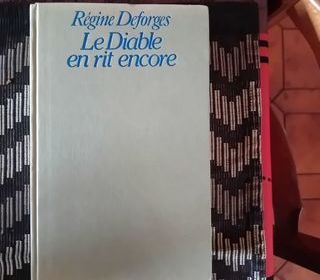 Régine Deforges
Le Diable
en rit encore